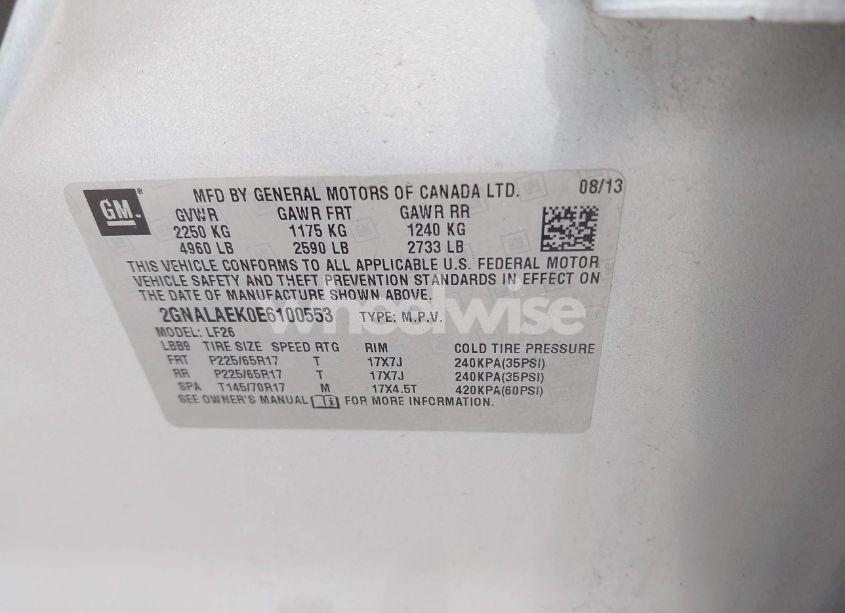 GM
MFD BY GENERAL MOTORS OF CANADA LTD. 08/13
GVWR GAWR FRT GAWR RR
2250 KG 1175 KG 1240 KG
4960 LB 2590 LB 2733 LB
THIS VEHICLE CONFORMS TO ALL APPLICABLE U.S. FEDERAL MOTOR
VEHICLE SAFETY AND THEFT PREVENTION STANDARDS IN EFFECT ON
THE DATE OF MANUFACTURE SHOWN ABOVE.
2GNALAEK0E6100553 TYPE: M.P.V.
MODEL: LF26
LBB9 TIRE SIZE SPEED RTG RIM COLD TIRE PRESSURE
FRT P225/65R17 T 17X7J 240KPA(35PSI)
RR P225/65R17 T 17X7J 240KPA(35PSI)
SPA T145/70R17 M 17X4.5T 420KPA(60PSI)
SEE OWNER'S MANUAL i FOR MORE INFORMATION.
wheelwise